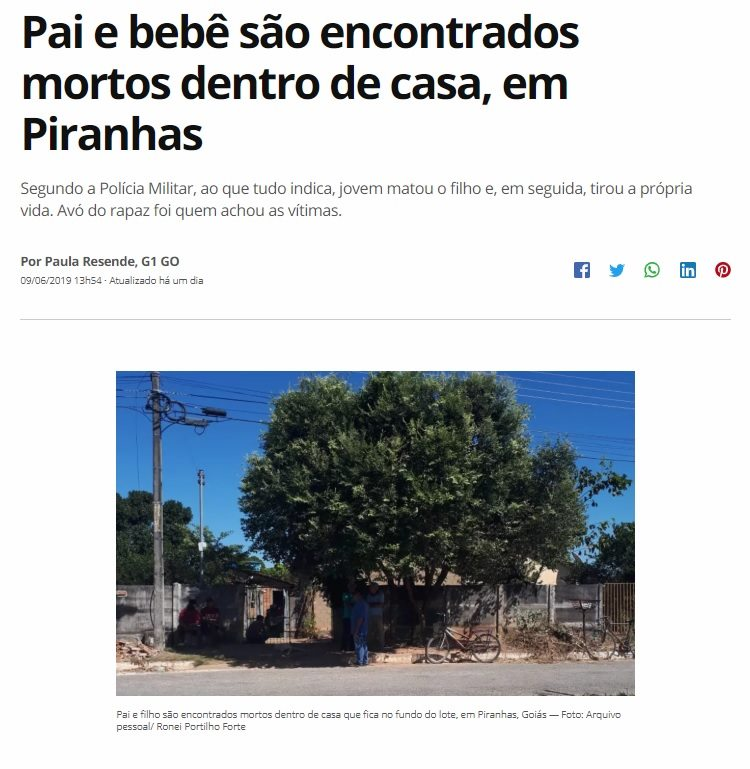 Pai e bebê são encontrados
mortos dentro de casa, em
Piranhas
Segundo a Polícia Militar, ao que tudo indica, jovem matou o filho e, em seguida, tirou a própria
vida. Avó do rapaz foi quem achou as vítimas.
Por Paula Resende, G1 GO
09/06/2019 13h54 · Atualizado há um dia
Pai e filho são encontrados mortos dentro de casa que fica no fundo do lote, em Piranhas, Goiás — Foto: Arquivo
pessoal/ Ronei Portilho Forte